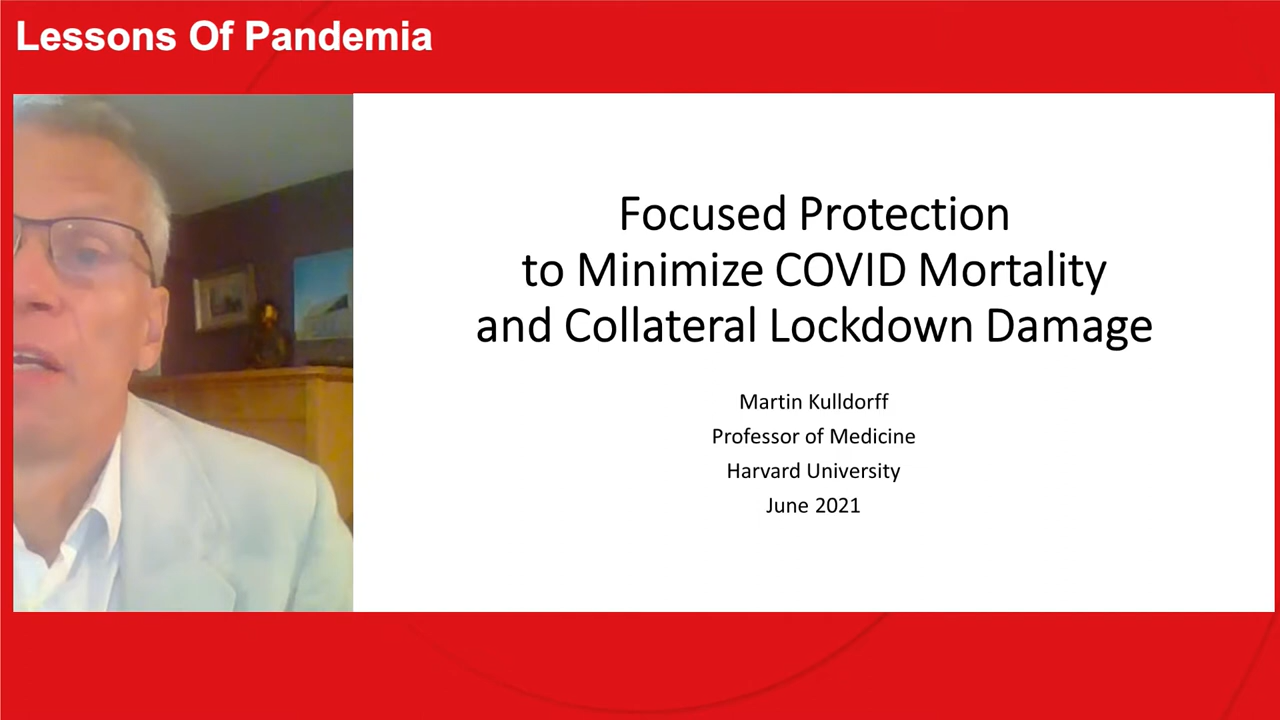 Lessons Of Pandemia
Focused Protection
to Minimize COVID Mortality
and Collateral Lockdown Damage
Martin Kulldorff
Professor of Medicine
Harvard University
June 2021